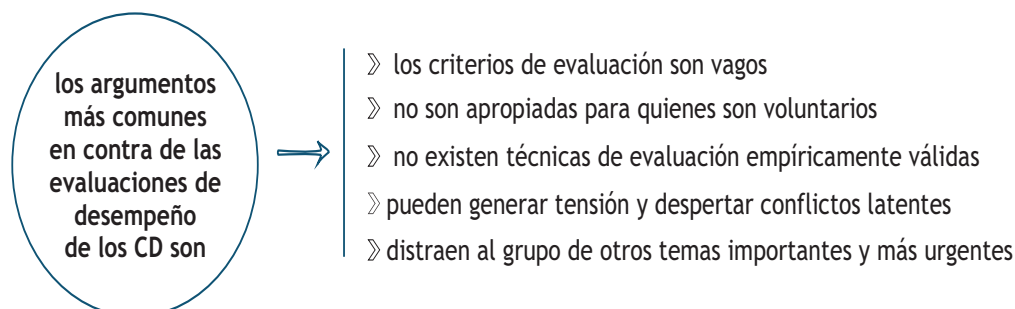 los argumentos
más comunes
en contra de las
evaluaciones de
desempeño
de los CD son
》 los criterios de evaluación son vagos
》 no son apropiadas para quienes son voluntarios
》 no existen técnicas de evaluación empíricamente válidas
》 pueden generar tensión y despertar conflictos latentes
》 distraen al grupo de otros temas importantes y más urgentes